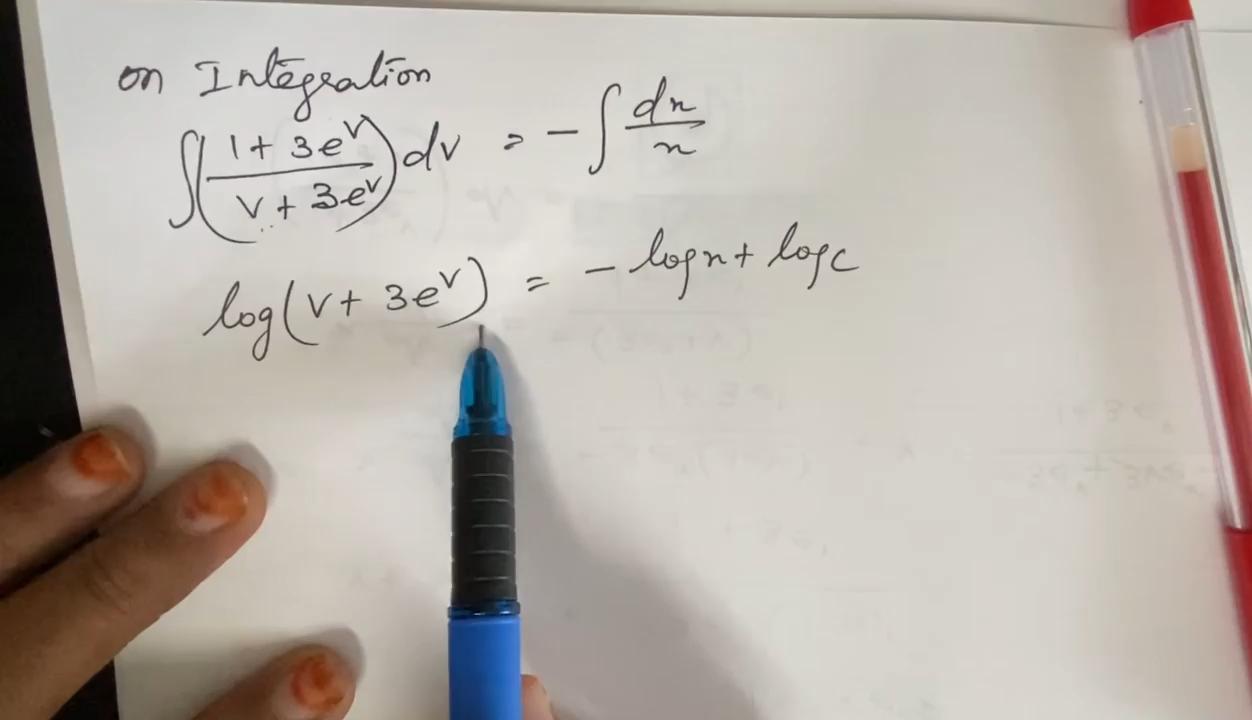 on Integration
∫((1 + 3e^v)/(v + 3e^v)) dv = -∫ dx/x
log(v + 3e^v) = - log x + log c